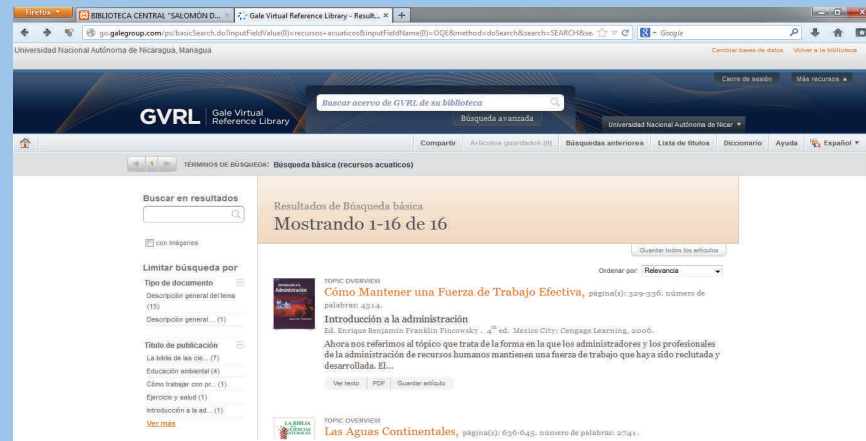 Firefox
BIBLIOTECA CENTRAL "SALOMÓN D...
Gale Virtual Reference Library - Result...
go.galegroup.com/ps/basicSearch.do?inputFieldValue(0)=recursos+acuaticos&inputFieldName(0)=OQE&method=doSearch&search=SEARCH&se
Google
Universidad Nacional Autónoma de Nicaragua, Managua
Cambiar bases de datos Volver a la biblioteca
Cierre de sesión Más recursos
Buscar acervo de GVRL de su biblioteca
GVRL Gale Virtual
Reference Library
Búsqueda avanzada
Universidad Nacional Autónoma de Nicar
Compartir Artículos guardados (0) Búsquedas anteriores Lista de títulos Diccionario Ayuda Español
1 TÉRMINOS DE BÚSQUEDA: Búsqueda básica (recursos acuaticos)
Buscar en resultados
con imágenes
Limitar búsqueda por
Tipo de documento
Descripción general del tema
(15)
Descripción general ... (1)
Título de publicación
La biblia de las cie... (7)
Educación ambiental (4)
Cómo trabajar con pr... (1)
Ejercicio y salud (1)
Introducción a la ad... (1)
Ver más
Resultados de Búsqueda básica
Mostrando 1-16 de 16
Guardar todos los artículos
Ordenar por: Relevancia
Administración
TOPIC OVERVIEW
Cómo Mantener una Fuerza de Trabajo Efectiva, página(s): 329-336. número de
palabras: 4514.
Introducción a la administración
Ed. Enrique Benjamin Franklin Fincowsky . 4th ed. Mexico City: Cengage Learning, 2006.
Ahora nos referimos al tópico que trata de la forma en la que los administradores y los profesionales
de la administración de recursos humanos mantienen una fuerza de trabajo que haya sido reclutada y
desarrollada. El...
Ver texto PDF Guardar artículo
LA BIBLIA
TOPIC OVERVIEW
Las Aguas Continentales, página(s): 636-645. número de palabras: 2741.